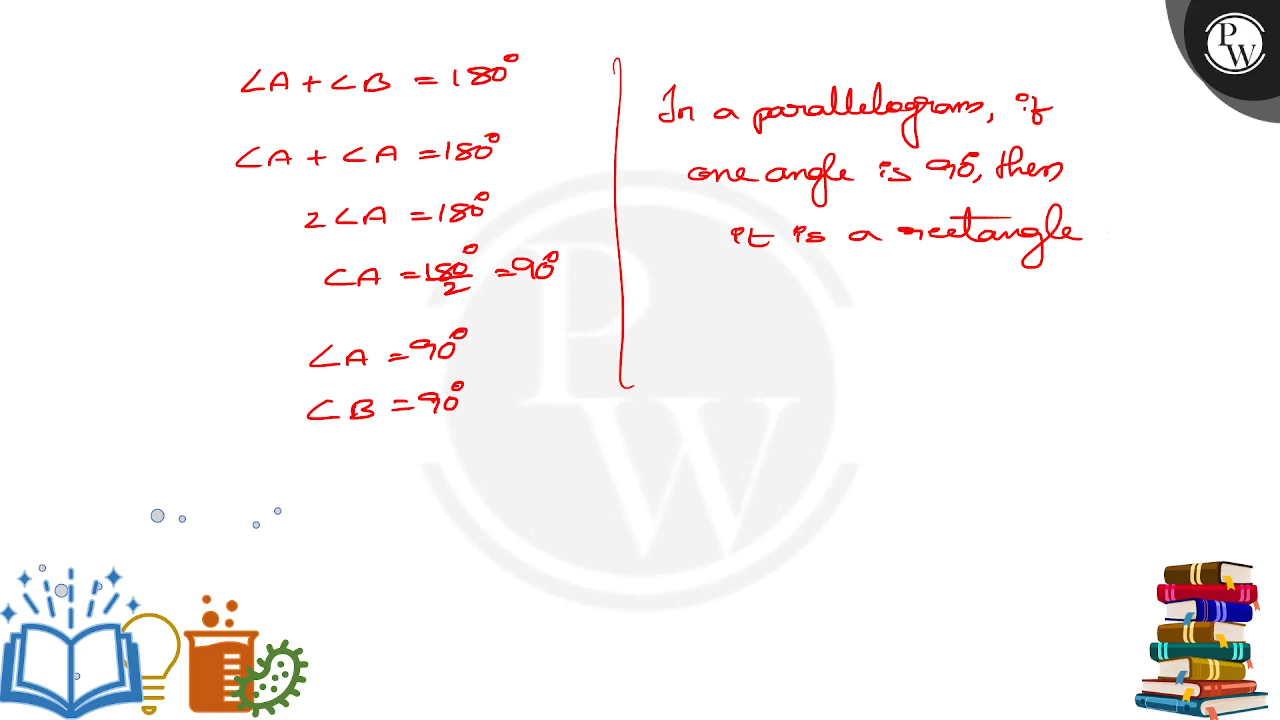 ∠A + ∠B = 180°
∠A + ∠A = 180°
2∠A = 180°
∠A = 180°/2 = 90°
∠A = 90°
∠B = 90°
In a parallelogram, if
one angle is 90°, then
it is a rectangle
P
W
P
W